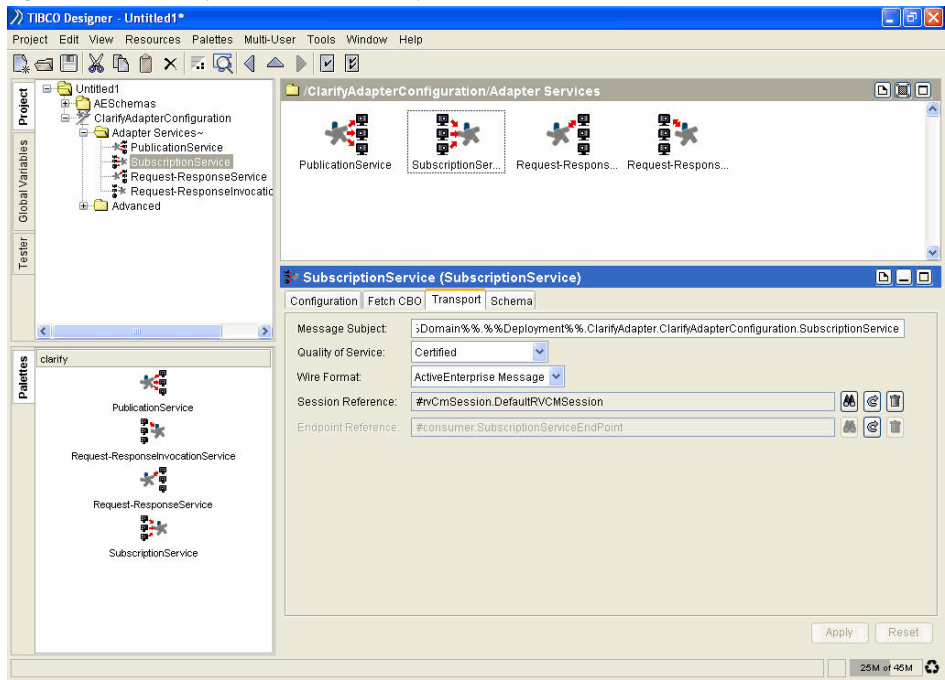 TIBCO Designer - Untitled1*
Project Edit View Resources Palettes Multi-User Tools Window Help
Project
Global Variables
Tester
Untitled1
AESchemas
ClarifyAdapterConfiguration
Adapter Services~
PublicationService
SubscriptionService
Request-ResponseService
Request-ResponseInvocatic
Advanced
/ClarifyAdapterConfiguration/Adapter Services
PublicationService SubscriptionSer... Request-Respons... Request-Respons...
SubscriptionService (SubscriptionService)
Configuration Fetch CBO Transport Schema
Message Subject: Domain%%.%%Deployment%%.ClarifyAdapter.ClarifyAdapterConfiguration.SubscriptionService
Quality of Service: Certified
Wire Format: ActiveEnterprise Message
Session Reference: #rvCmSession.DefaultRVCMSession
Endpoint Reference: #consumer.SubscriptionServiceEndPoint
Palettes
clarify
PublicationService
Request-ResponseInvocationService
Request-ResponseService
SubscriptionService
Apply Reset
25M of 45M